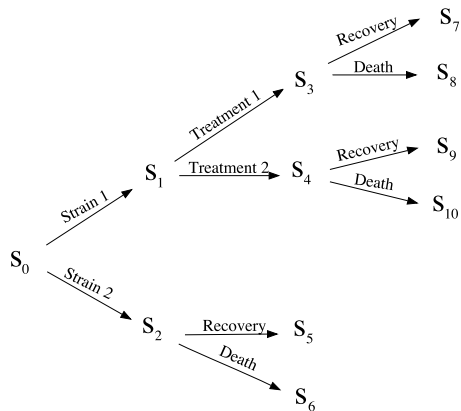 Recovery S7
S3 Death S8
Treatment 1
S1 Treatment 2 S4 Recovery S9
Death S10
Strain 1
S0
Strain 2
S2 Recovery S5
Death S6